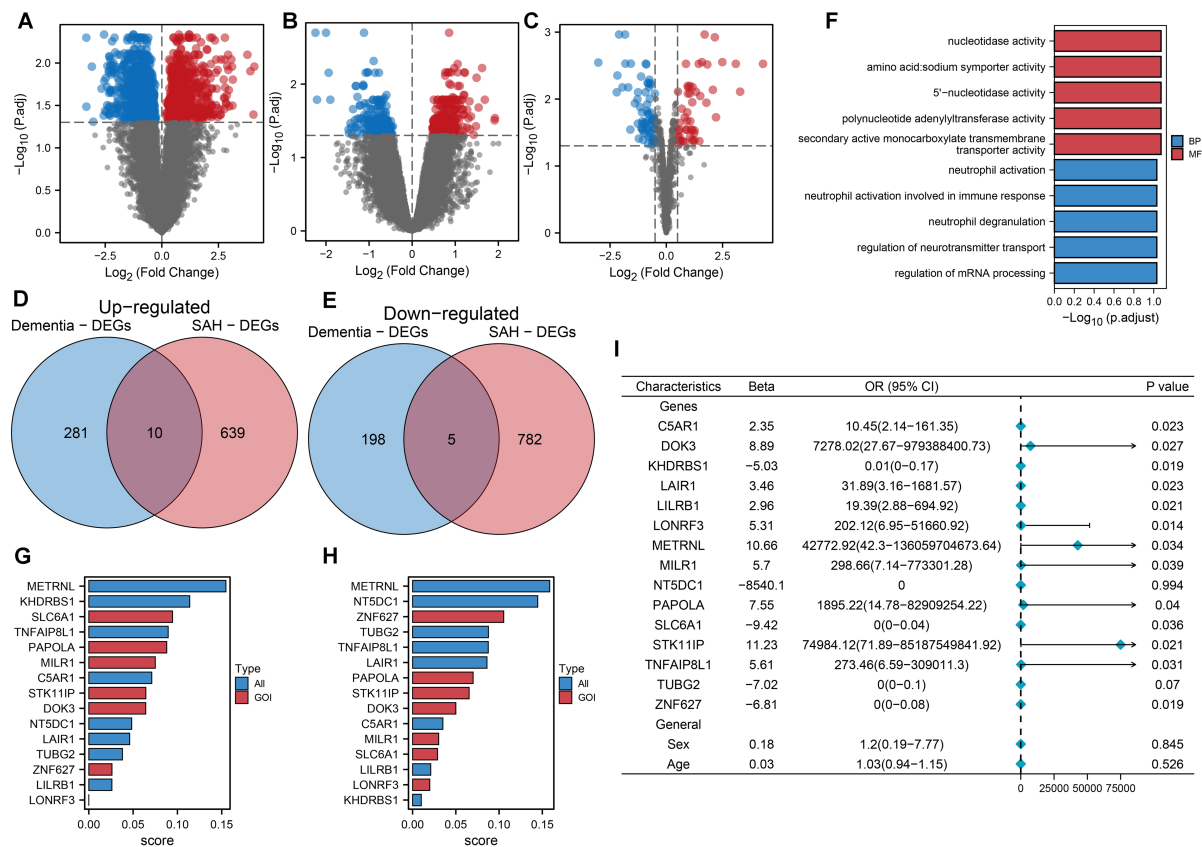 A
−Log10 (P.adj)
2.0
1.5
1.0
0.5
0.0
−2.5 0.0 2.5
Log2 (Fold Change)
B
−Log10 (P.adj)
2
1
0
−2 −1 0 1 2
Log2 (Fold Change)
C
−Log10 (P.adj)
3
2
1
0
−2.5 0.0 2.5
Log2 (Fold Change)
F
nucleotidase activity
amino acid:sodium symporter activity
5'−nucleotidase activity
polynucleotide adenylyltransferase activity
secondary active monocarboxylate transmembrane
transporter activity
neutrophil activation
neutrophil activation involved in immune response
neutrophil degranulation
regulation of neurotransmitter transport
regulation of mRNA processing
0.0 0.2 0.4 0.6 0.8 1.0
−Log10 (p.adjust)
BP
MF
D
Up−regulated
Dementia − DEGs SAH − DEGs
281 10 639
E
Down−regulated
Dementia − DEGs SAH − DEGs
198 5 782
G
METRNL
KHDRBS1
SLC6A1
TNFAIP8L1
PAPOLA
MILR1
C5AR1
STK11IP
DOK3
NT5DC1
LAIR1
TUBG2
ZNF627
LILRB1
LONRF3
0.00 0.05 0.10 0.15
score
Type
All
GOI
H
METRNL
NT5DC1
ZNF627
TUBG2
TNFAIP8L1
LAIR1
PAPOLA
STK11IP
DOK3
C5AR1
MILR1
SLC6A1
LILRB1
LONRF3
KHDRBS1
0.00 0.05 0.10 0.15
score
Type
All
GOI
I
Characteristics Beta OR (95% CI) P value
Genes
C5AR1 2.35 10.45(2.14−161.35) 0.023
DOK3 8.89 7278.02(27.67−979388400.73) 0.027
KHDRBS1 −5.03 0.01(0−0.17) 0.019
LAIR1 3.46 31.89(3.16−1681.57) 0.023
LILRB1 2.96 19.39(2.88−694.92) 0.021
LONRF3 5.31 202.12(6.95−51660.92) 0.014
METRNL 10.66 42772.92(42.3−136059704673.64) 0.034
MILR1 5.7 298.66(7.14−773301.28) 0.039
NT5DC1 −8540.1 0 0.994
PAPOLA 7.55 1895.22(14.78−82909254.22) 0.04
SLC6A1 −9.42 0(0−0.04) 0.036
STK11IP 11.23 74984.12(71.89−85187549841.92) 0.021
TNFAIP8L1 5.61 273.46(6.59−309011.3) 0.031
TUBG2 −7.02 0(0−0.1) 0.07
ZNF627 −6.81 0(0−0.08) 0.019
General
Sex 0.18 1.2(0.19−7.77) 0.845
Age 0.03 1.03(0.94−1.15) 0.526
0 25000 50000 75000